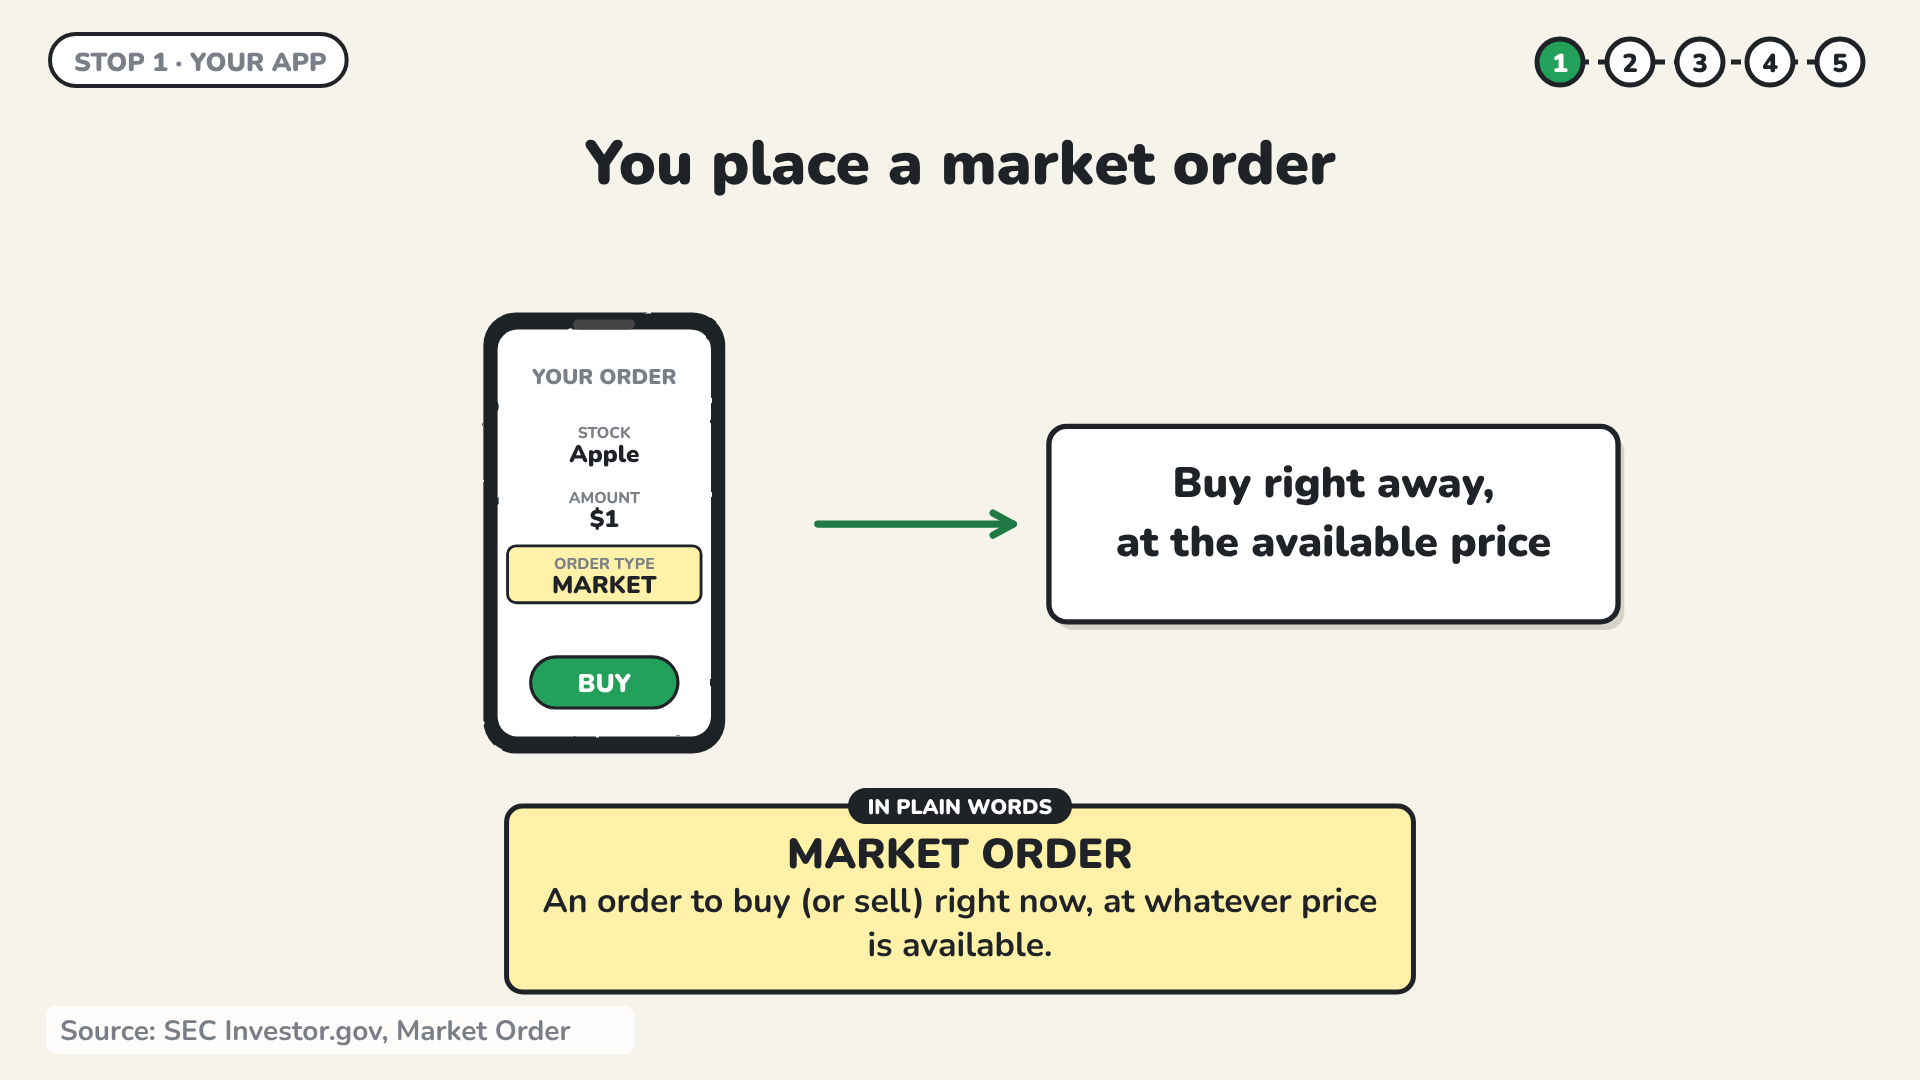 STOP 1 · YOUR APP
1 2 3 4 5
You place a market order
YOUR ORDER
STOCK
Apple
AMOUNT
$1
ORDER TYPE
MARKET
BUY
Buy right away,
at the available price
IN PLAIN WORDS
MARKET ORDER
An order to buy (or sell) right now, at whatever price
is available.
Source: SEC Investor.gov, Market Order